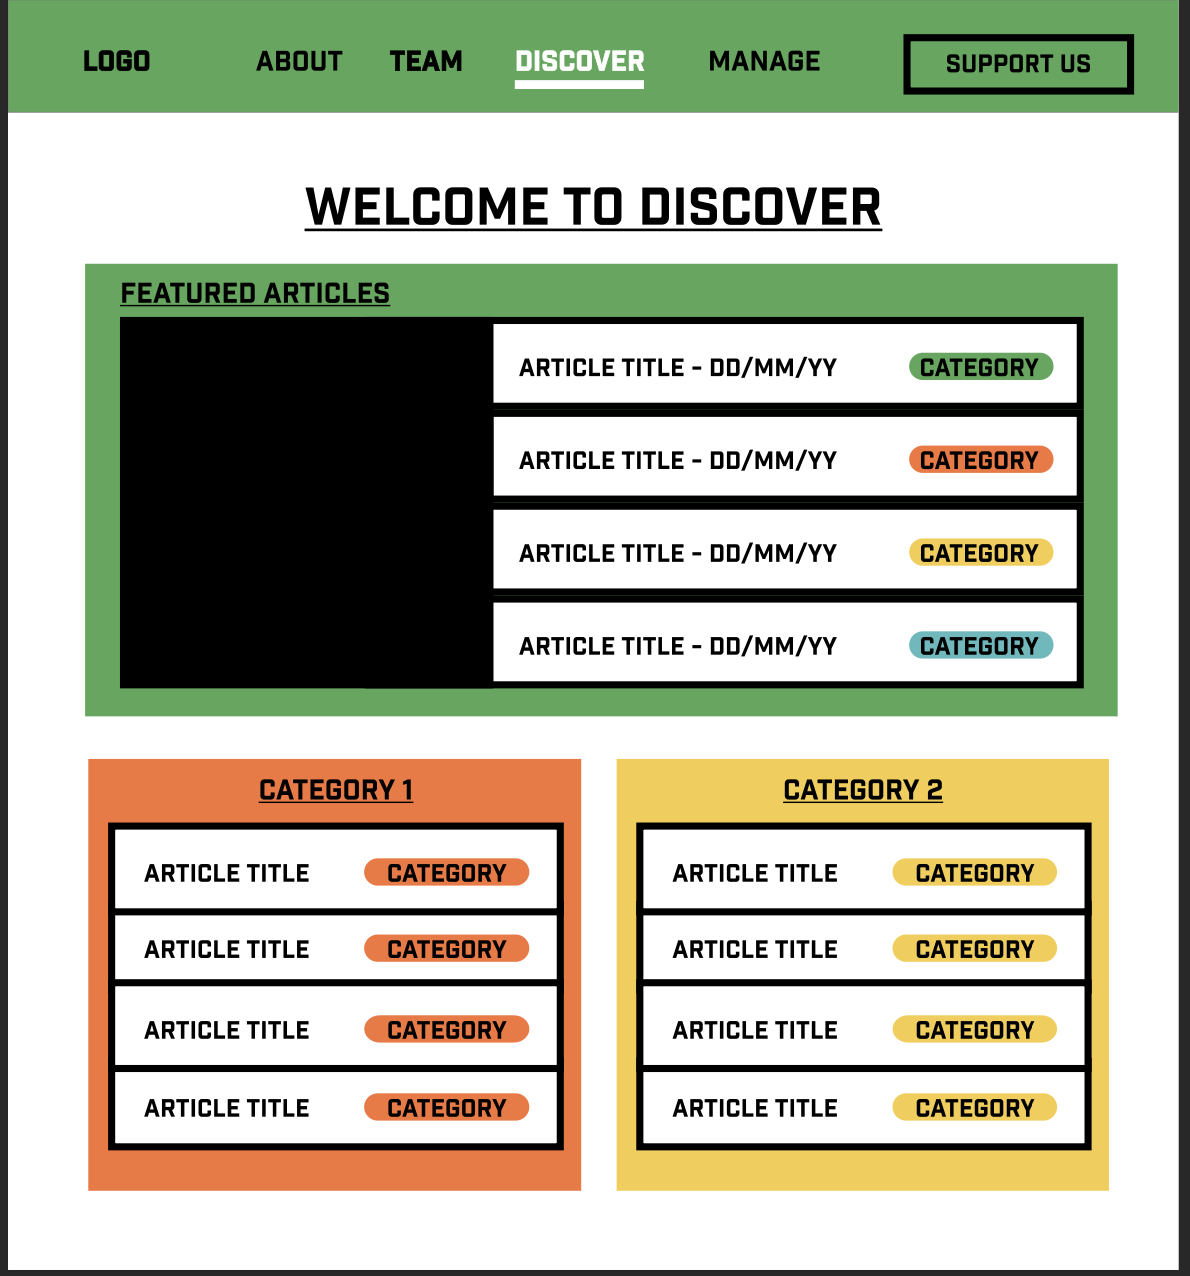 LOGO ABOUT TEAM DISCOVER MANAGE SUPPORT US
WELCOME TO DISCOVER
FEATURED ARTICLES
ARTICLE TITLE - DD/MM/YY CATEGORY
ARTICLE TITLE - DD/MM/YY CATEGORY
ARTICLE TITLE - DD/MM/YY CATEGORY
ARTICLE TITLE - DD/MM/YY CATEGORY
CATEGORY 1
ARTICLE TITLE CATEGORY
ARTICLE TITLE CATEGORY
ARTICLE TITLE CATEGORY
ARTICLE TITLE CATEGORY
CATEGORY 2
ARTICLE TITLE CATEGORY
ARTICLE TITLE CATEGORY
ARTICLE TITLE CATEGORY
ARTICLE TITLE CATEGORY